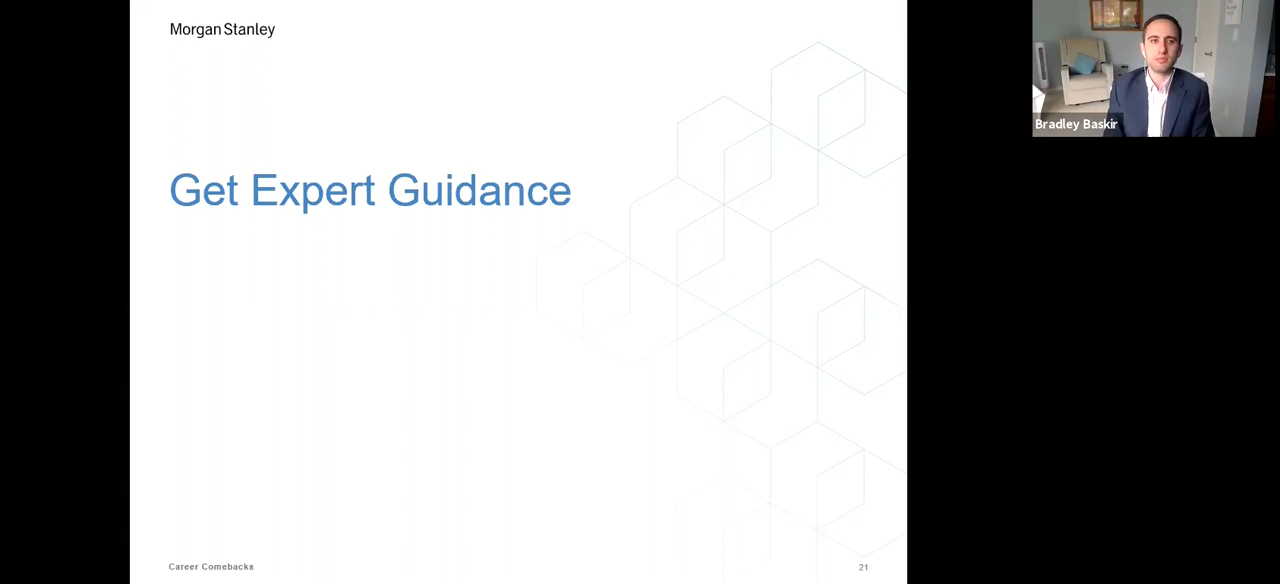 Morgan Stanley
Get Expert Guidance
Career Comebacks
21
Bradley Baskir